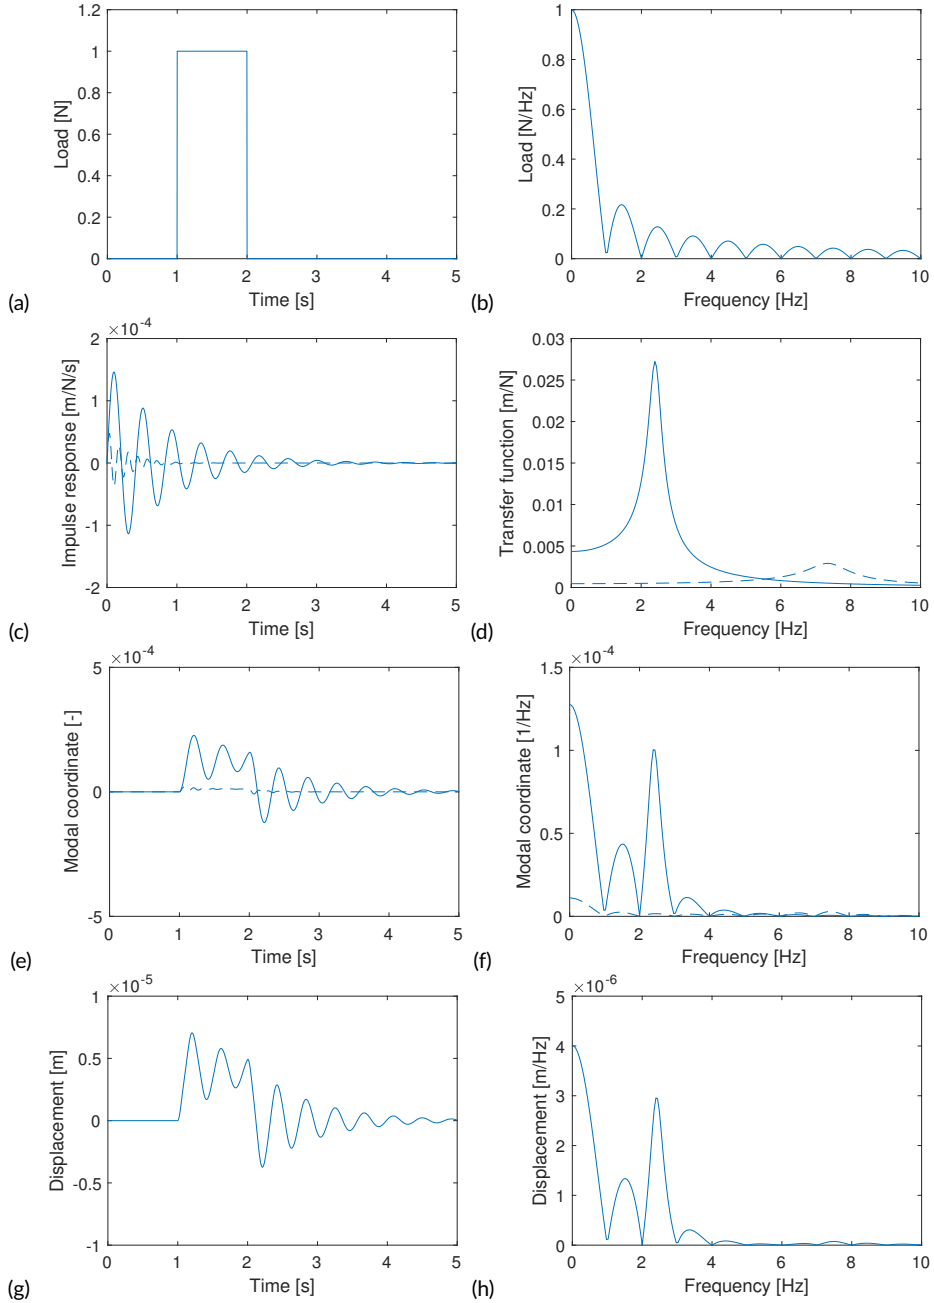 1.2
1
0.8
0.6
0.4
0.2
0
Load [N]
0 1 2 3 4 5
Time [s]
(a)
1
0.8
0.6
0.4
0.2
0
Load [N/Hz]
0 2 4 6 8 10
Frequency [Hz]
(b)
×10⁻⁴
2
1
0
-1
-2
Impulse response [m/N/s]
0 1 2 3 4 5
Time [s]
(c)
0.03
0.025
0.02
0.015
0.01
0.005
0
Transfer function [m/N]
0 2 4 6 8 10
Frequency [Hz]
(d)
×10⁻⁴
5
0
-5
Modal coordinate [-]
0 1 2 3 4 5
Time [s]
(e)
×10⁻⁴
1.5
1
0.5
0
Modal coordinate [1/Hz]
0 2 4 6 8 10
Frequency [Hz]
(f)
×10⁻⁵
1
0.5
0
-0.5
-1
Displacement [m]
0 1 2 3 4 5
Time [s]
(g)
×10⁻⁶
5
4
3
2
1
0
Displacement [m/Hz]
0 2 4 6 8 10
Frequency [Hz]
(h)